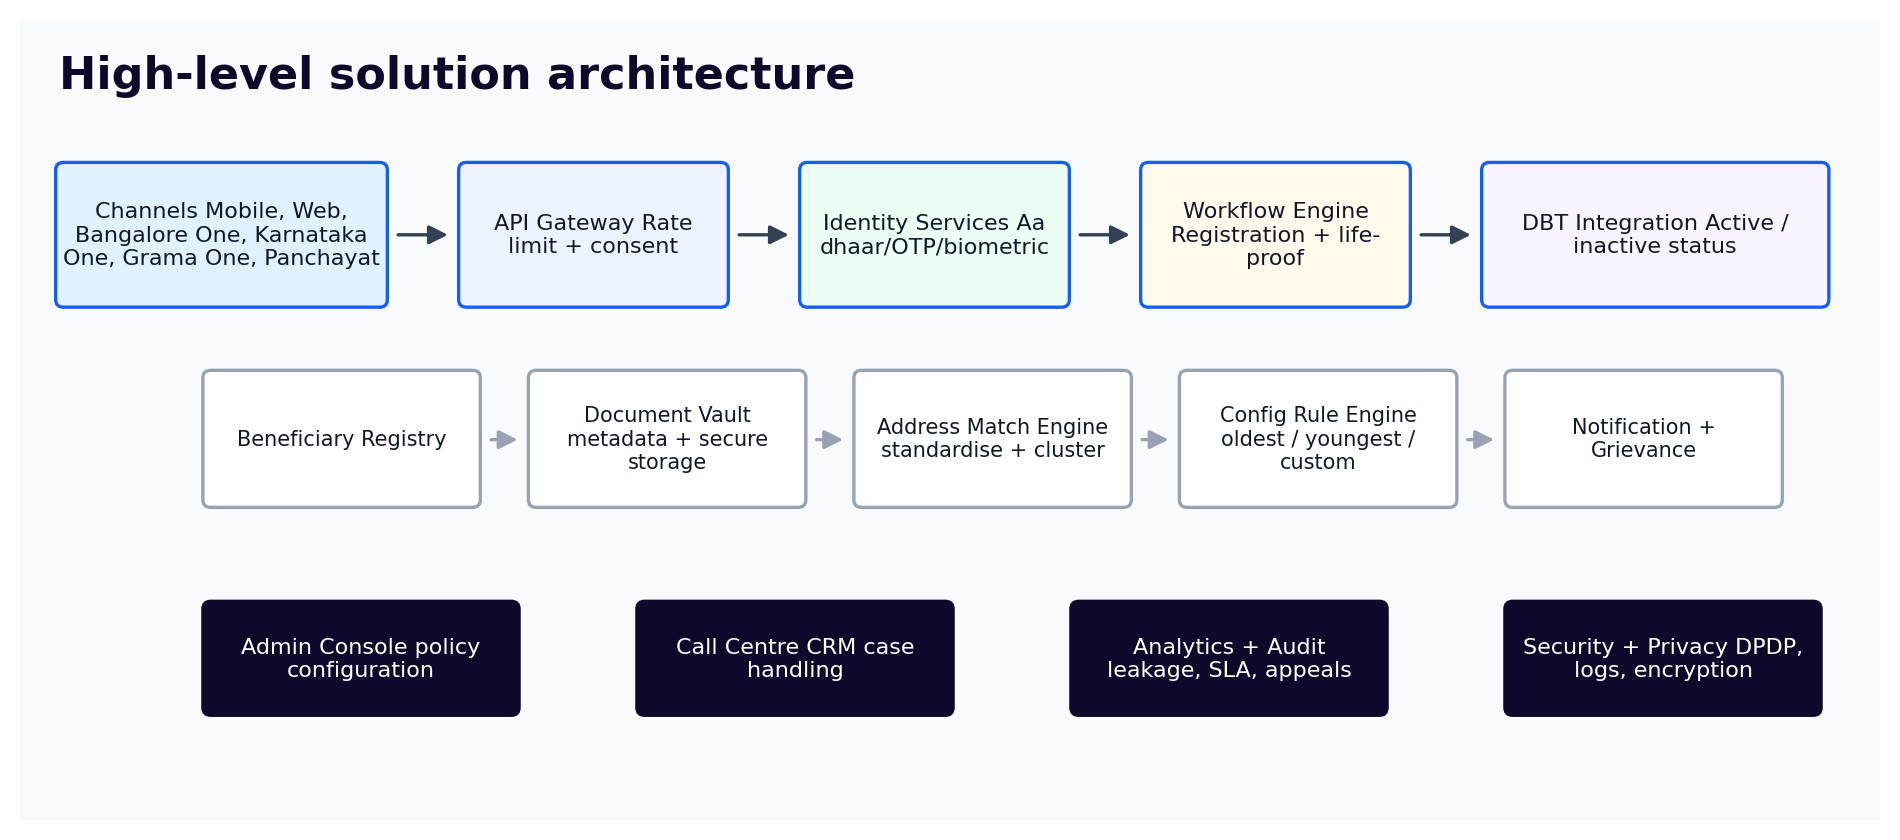 High-level solution architecture
Channels Mobile, Web,
Bangalore One, Karnataka
One, Grama One, Panchayat
API Gateway Rate
limit + consent
Identity Services Aa
dhaar/OTP/biometric
Workflow Engine
Registration + life-
proof
DBT Integration Active /
inactive status
Beneficiary Registry
Document Vault
metadata + secure
storage
Address Match Engine
standardise + cluster
Config Rule Engine
oldest / youngest /
custom
Notification +
Grievance
Admin Console policy
configuration
Call Centre CRM case
handling
Analytics + Audit
leakage, SLA, appeals
Security + Privacy DPDP,
logs, encryption